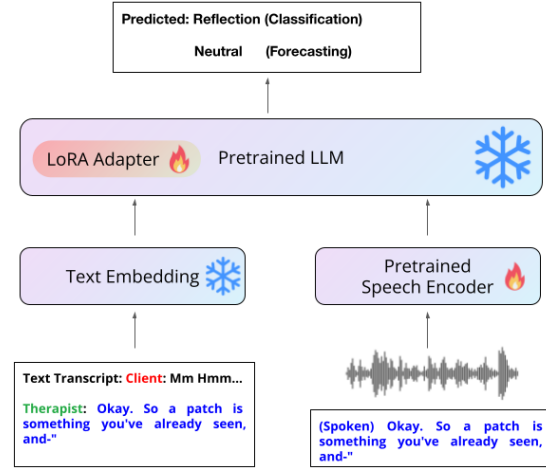 Predicted: Reflection (Classification)
Neutral (Forecasting)
LoRA Adapter
Pretrained LLM
Text Embedding
Pretrained
Speech Encoder
Text Transcript: Client: Mm Hmm...
Therapist: Okay. So a patch is
something you've already seen,
and-"
(Spoken) Okay. So a patch is
something you've already seen,
and-"